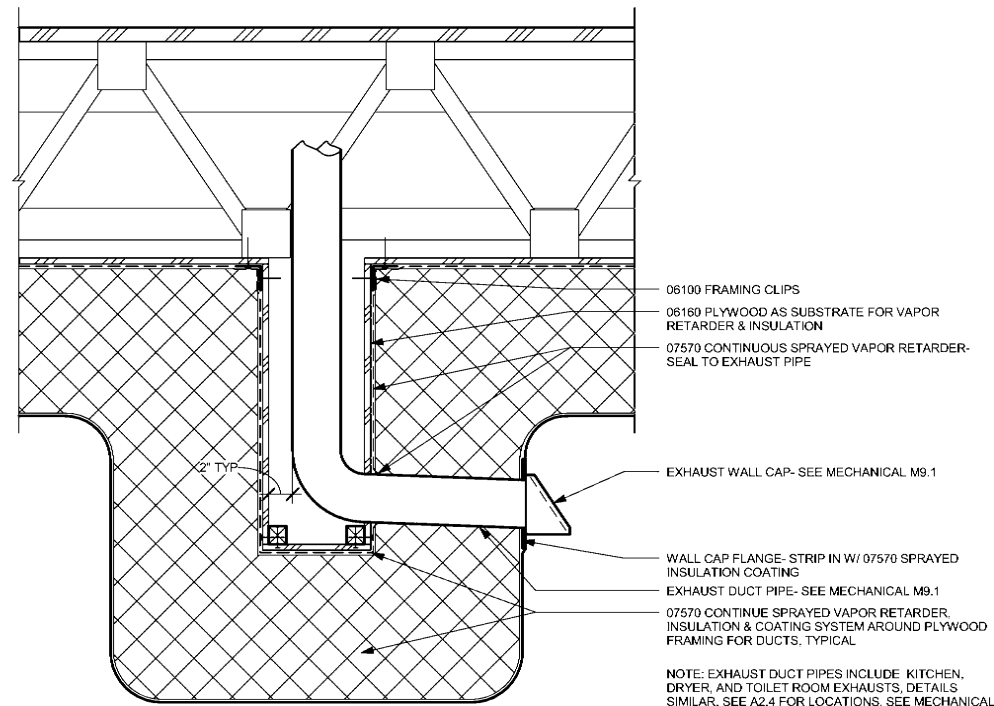 06100 FRAMING CLIPS
06160 PLYWOOD AS SUBSTRATE FOR VAPOR
RETARDER & INSULATION
07570 CONTINUOUS SPRAYED VAPOR RETARDER-
SEAL TO EXHAUST PIPE
2" TYP
EXHAUST WALL CAP- SEE MECHANICAL M9.1
WALL CAP FLANGE- STRIP IN W/ 07570 SPRAYED
INSULATION COATING
EXHAUST DUCT PIPE- SEE MECHANICAL M9.1
07570 CONTINUE SPRAYED VAPOR RETARDER,
INSULATION & COATING SYSTEM AROUND PLYWOOD
FRAMING FOR DUCTS, TYPICAL
NOTE: EXHAUST DUCT PIPES INCLUDE KITCHEN,
DRYER, AND TOILET ROOM EXHAUSTS, DETAILS
SIMILAR. SEE A2.4 FOR LOCATIONS. SEE MECHANICAL